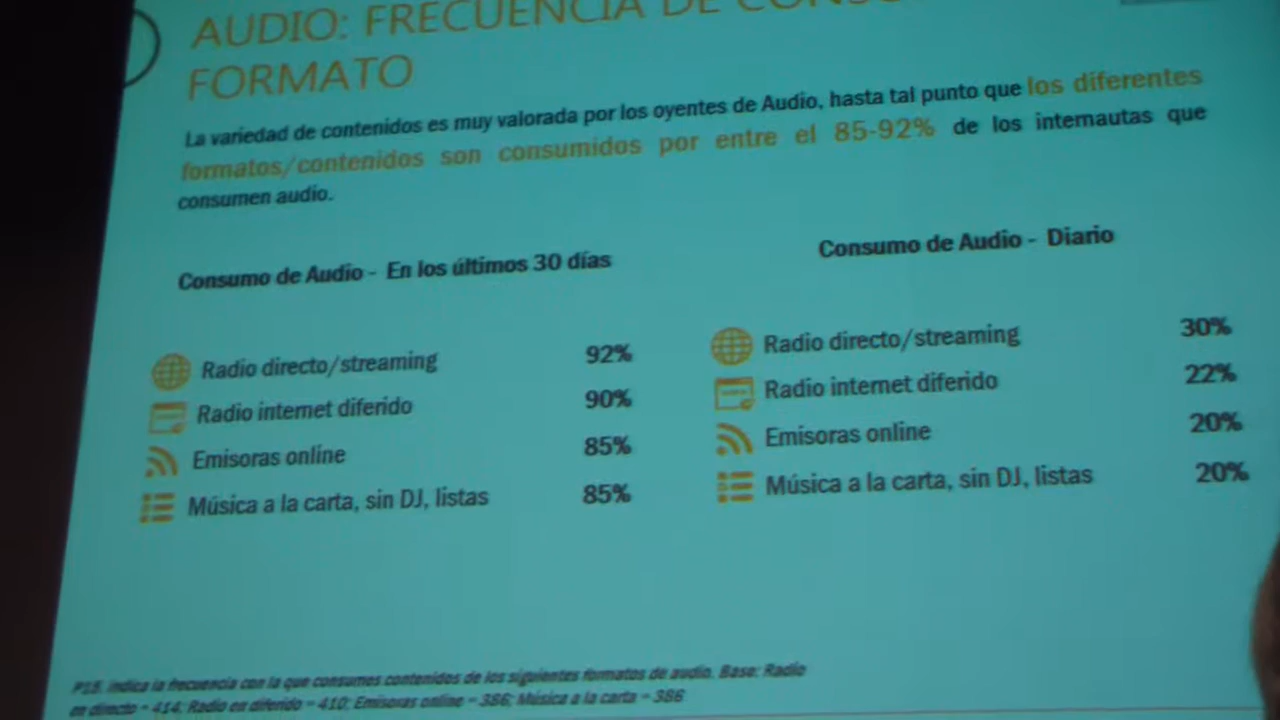 AUDIO: FRECUENCIA DE
FORMATO
La variedad de contenidos es muy valorada por los oyentes de Audio, hasta tal punto que los diferentes
formatos/contenidos son consumidos por entre el 85-92% de los internautas que
consumen audio.
Consumo de Audio - En los últimos 30 días
Radio directo/streaming 92%
Radio internet diferido 90%
Emisoras online 85%
Música a la carta, sin DJ, listas 85%
Consumo de Audio - Diario
Radio directo/streaming 30%
Radio internet diferido 22%
Emisoras online 20%
Música a la carta, sin DJ, listas 20%
P15. Indica la frecuencia con la que consumes contenidos de los siguientes formatos de audio. Base: Radio
en directo = 414; Radio en diferido = 410; Emisoras online = 386; Música a la carta = 386